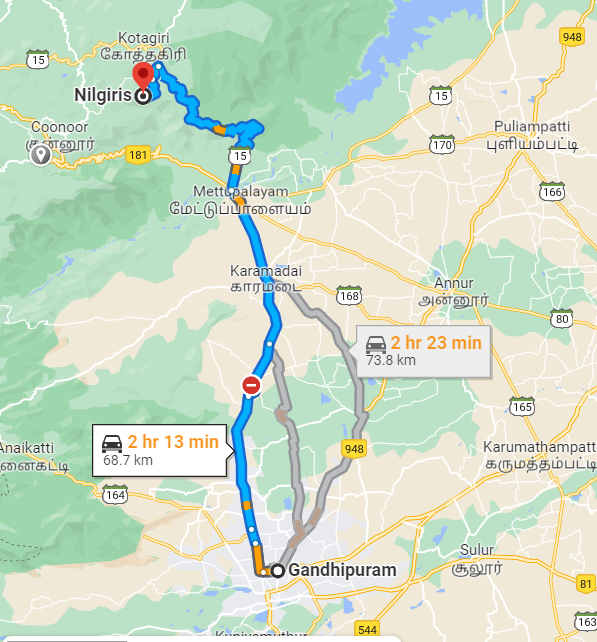 948
Kotagiri
கோத்தகிரி
15
Nilgiris
15
Puliampatti
புளியம்பட்டி
Coonoor
குன்னூர்
181
15
170
166
Mettupalayam
மேட்டுப்பாளையம்
Karamadai
காரமடை
168
Annur
அன்னூர்
80
2 hr 23 min
73.8 km
165
2 hr 13 min
68.7 km
948
Anaikatti
னைகட்டி
Karumathampatt
கருமத்தம்பட்டி
164
Gandhipuram
Sulur
சூலூர்
81
163
544